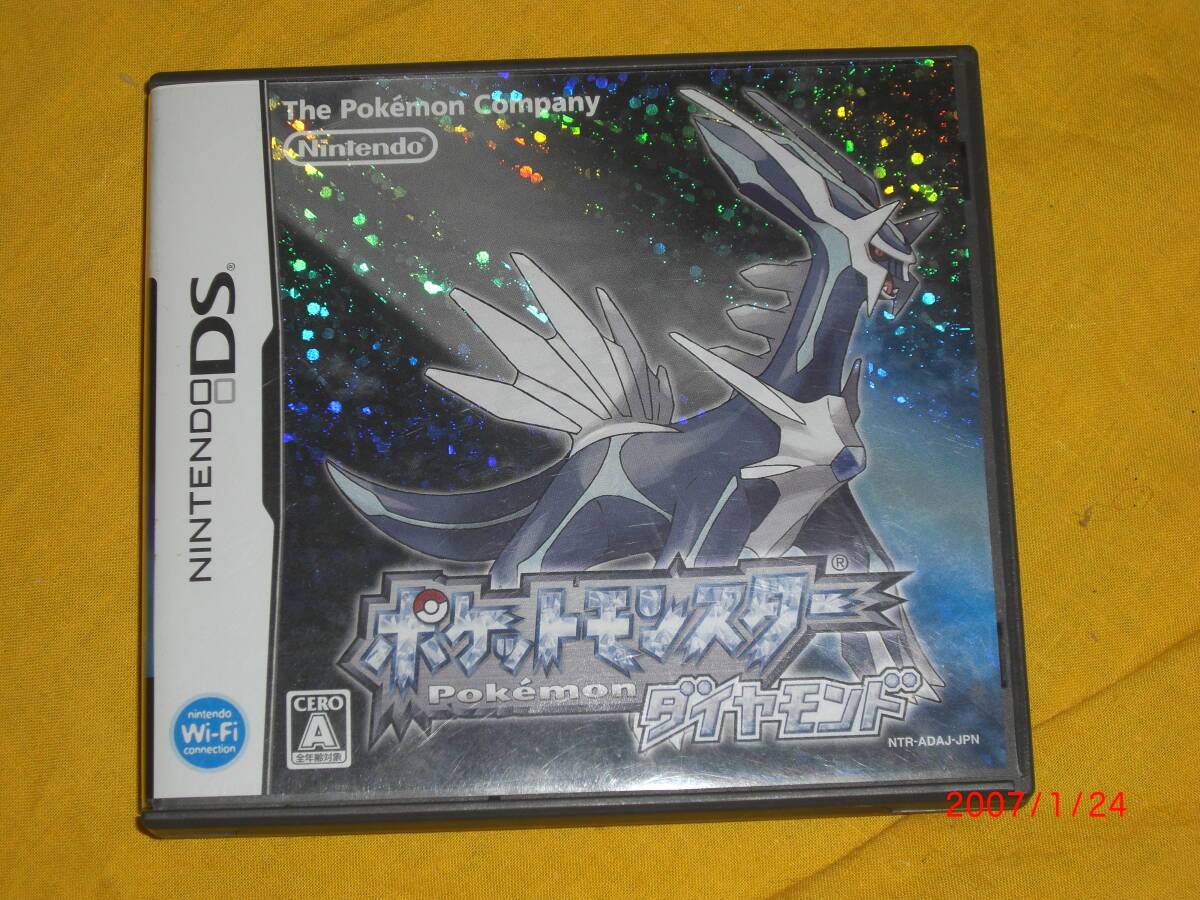 The Pokémon Company
Nintendo®
NINTENDO DS®
ポケットモンスター®
Pokémon
ダイヤモンド
nintendo
Wi-Fi
connection
CERO
A
全年齢対象
NTR-ADAJ-JPN
2007/1/24